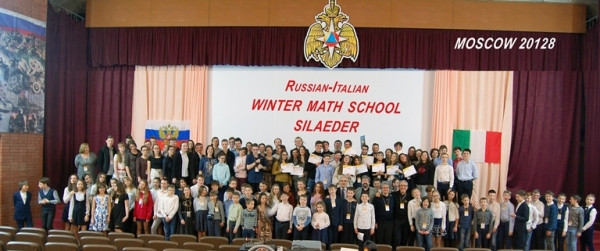 MOSCOW 20128
RUSSIAN-ITALIAN
WINTER MATH SCHOOL
SILAEDER